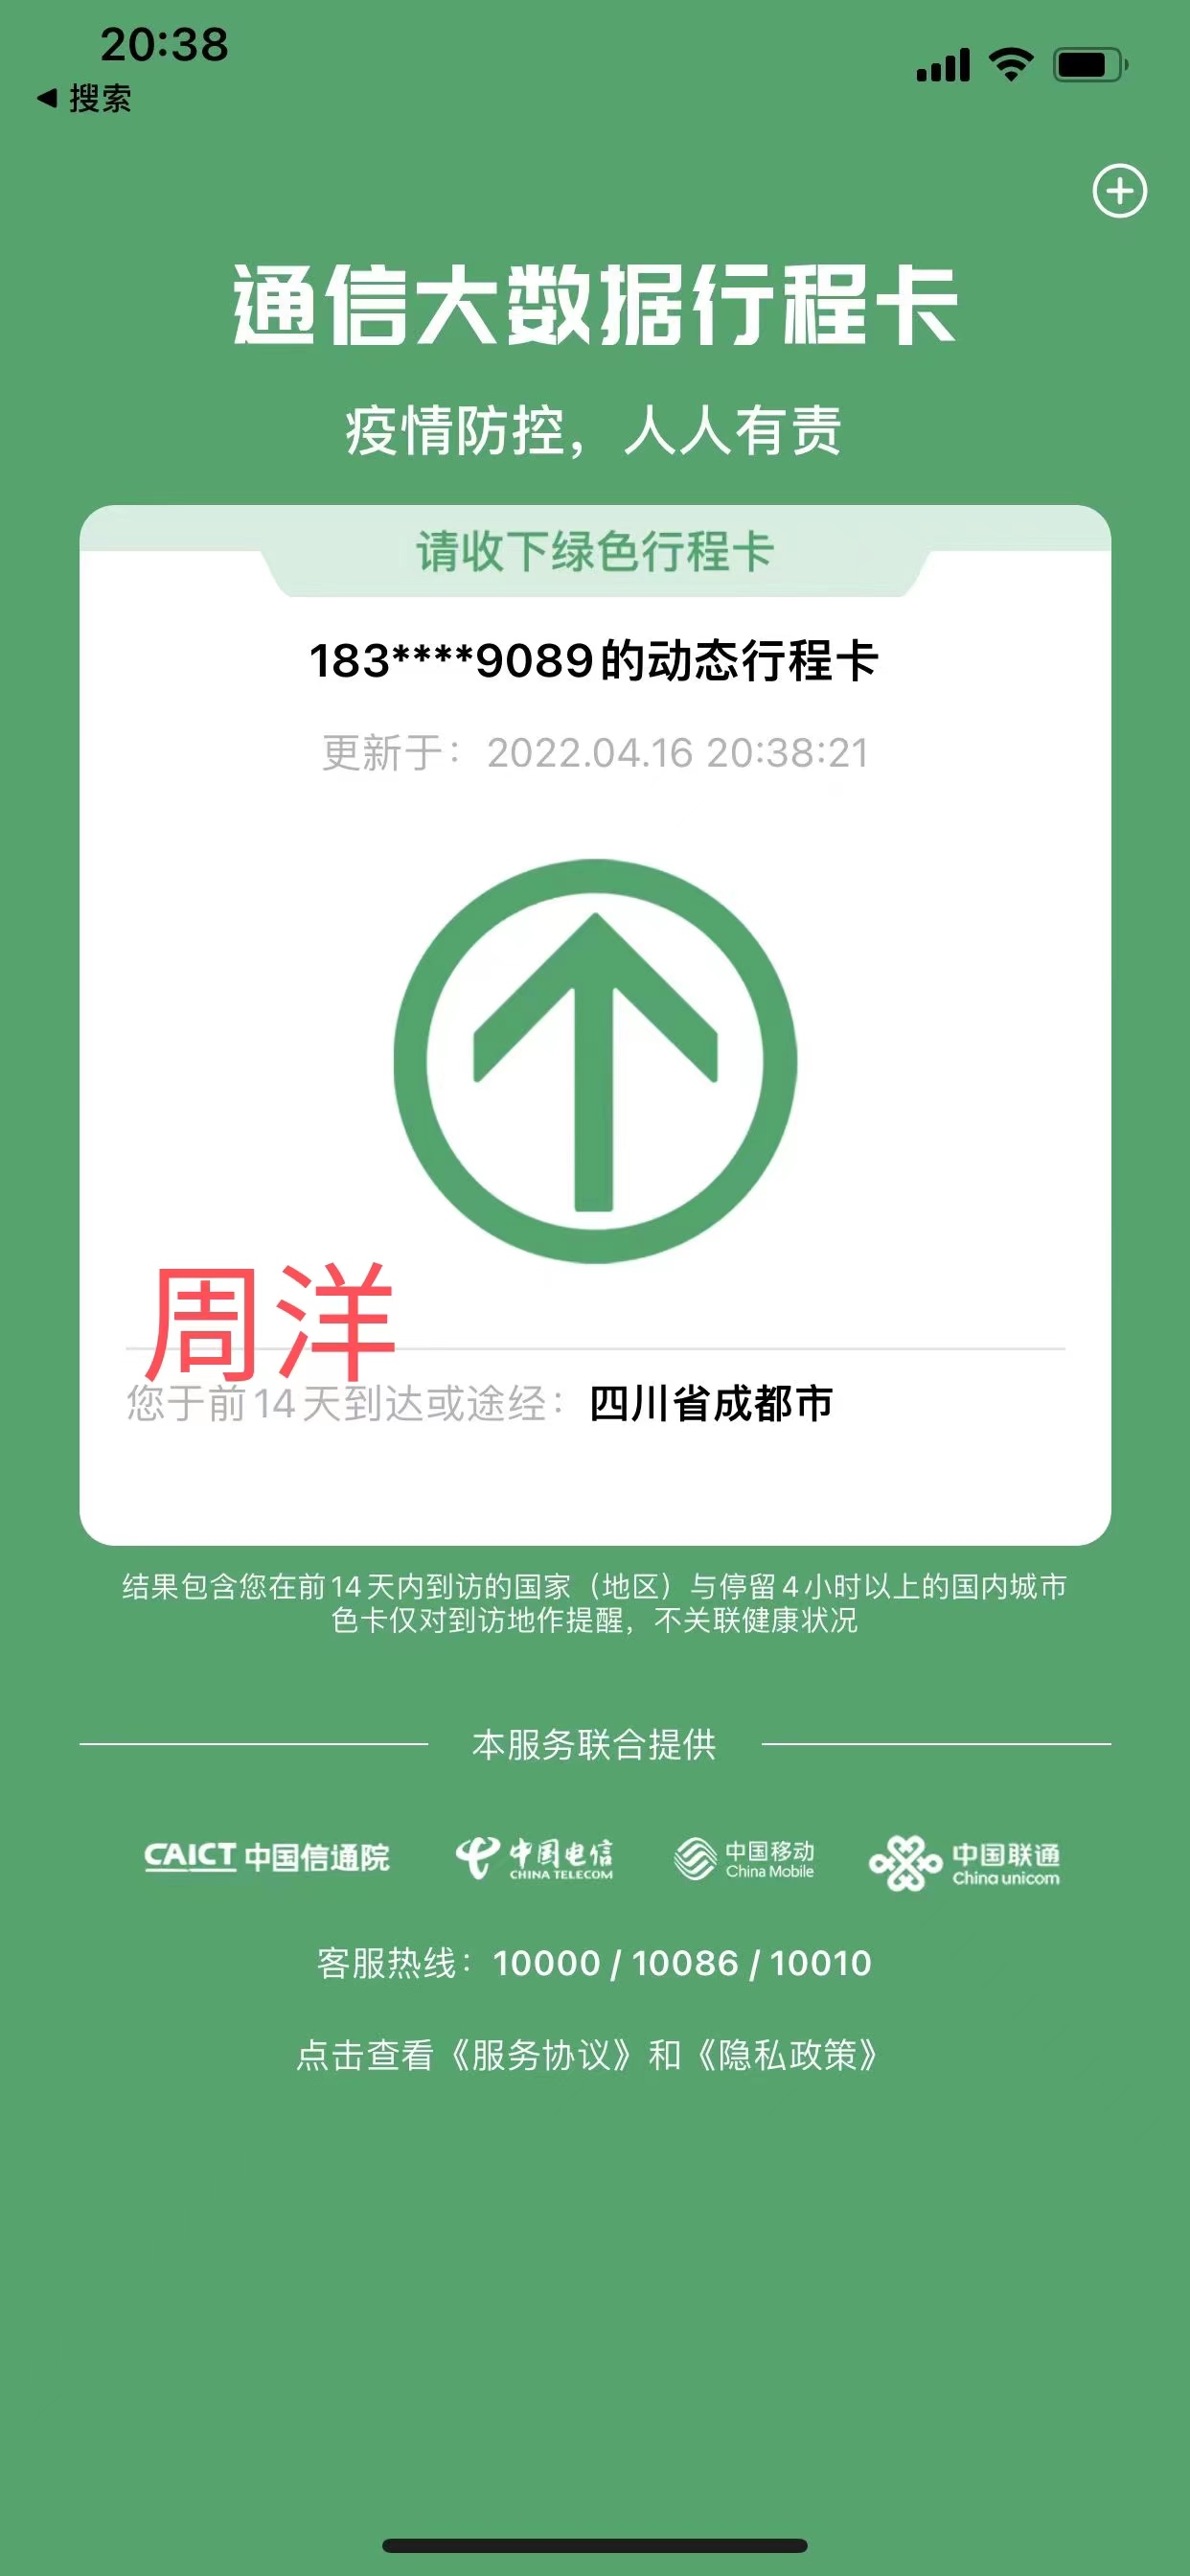 20:38
◀ 搜索
通信大数据行程卡
疫情防控，人人有责
请收下绿色行程卡
183****9089的动态行程卡
更新于：2022.04.16 20:38:21
周洋
您于前14天到达或途经：四川省成都市
结果包含您在前14天内到访的国家（地区）与停留4小时以上的国内城市
色卡仅对到访地作提醒，不关联健康状况
本服务联合提供
CAICT 中国信通院 中国电信 CHINA TELECOM 中国移动 China Mobile 中国联通 China unicom
客服热线：10000 / 10086 / 10010
点击查看《服务协议》和《隐私政策》